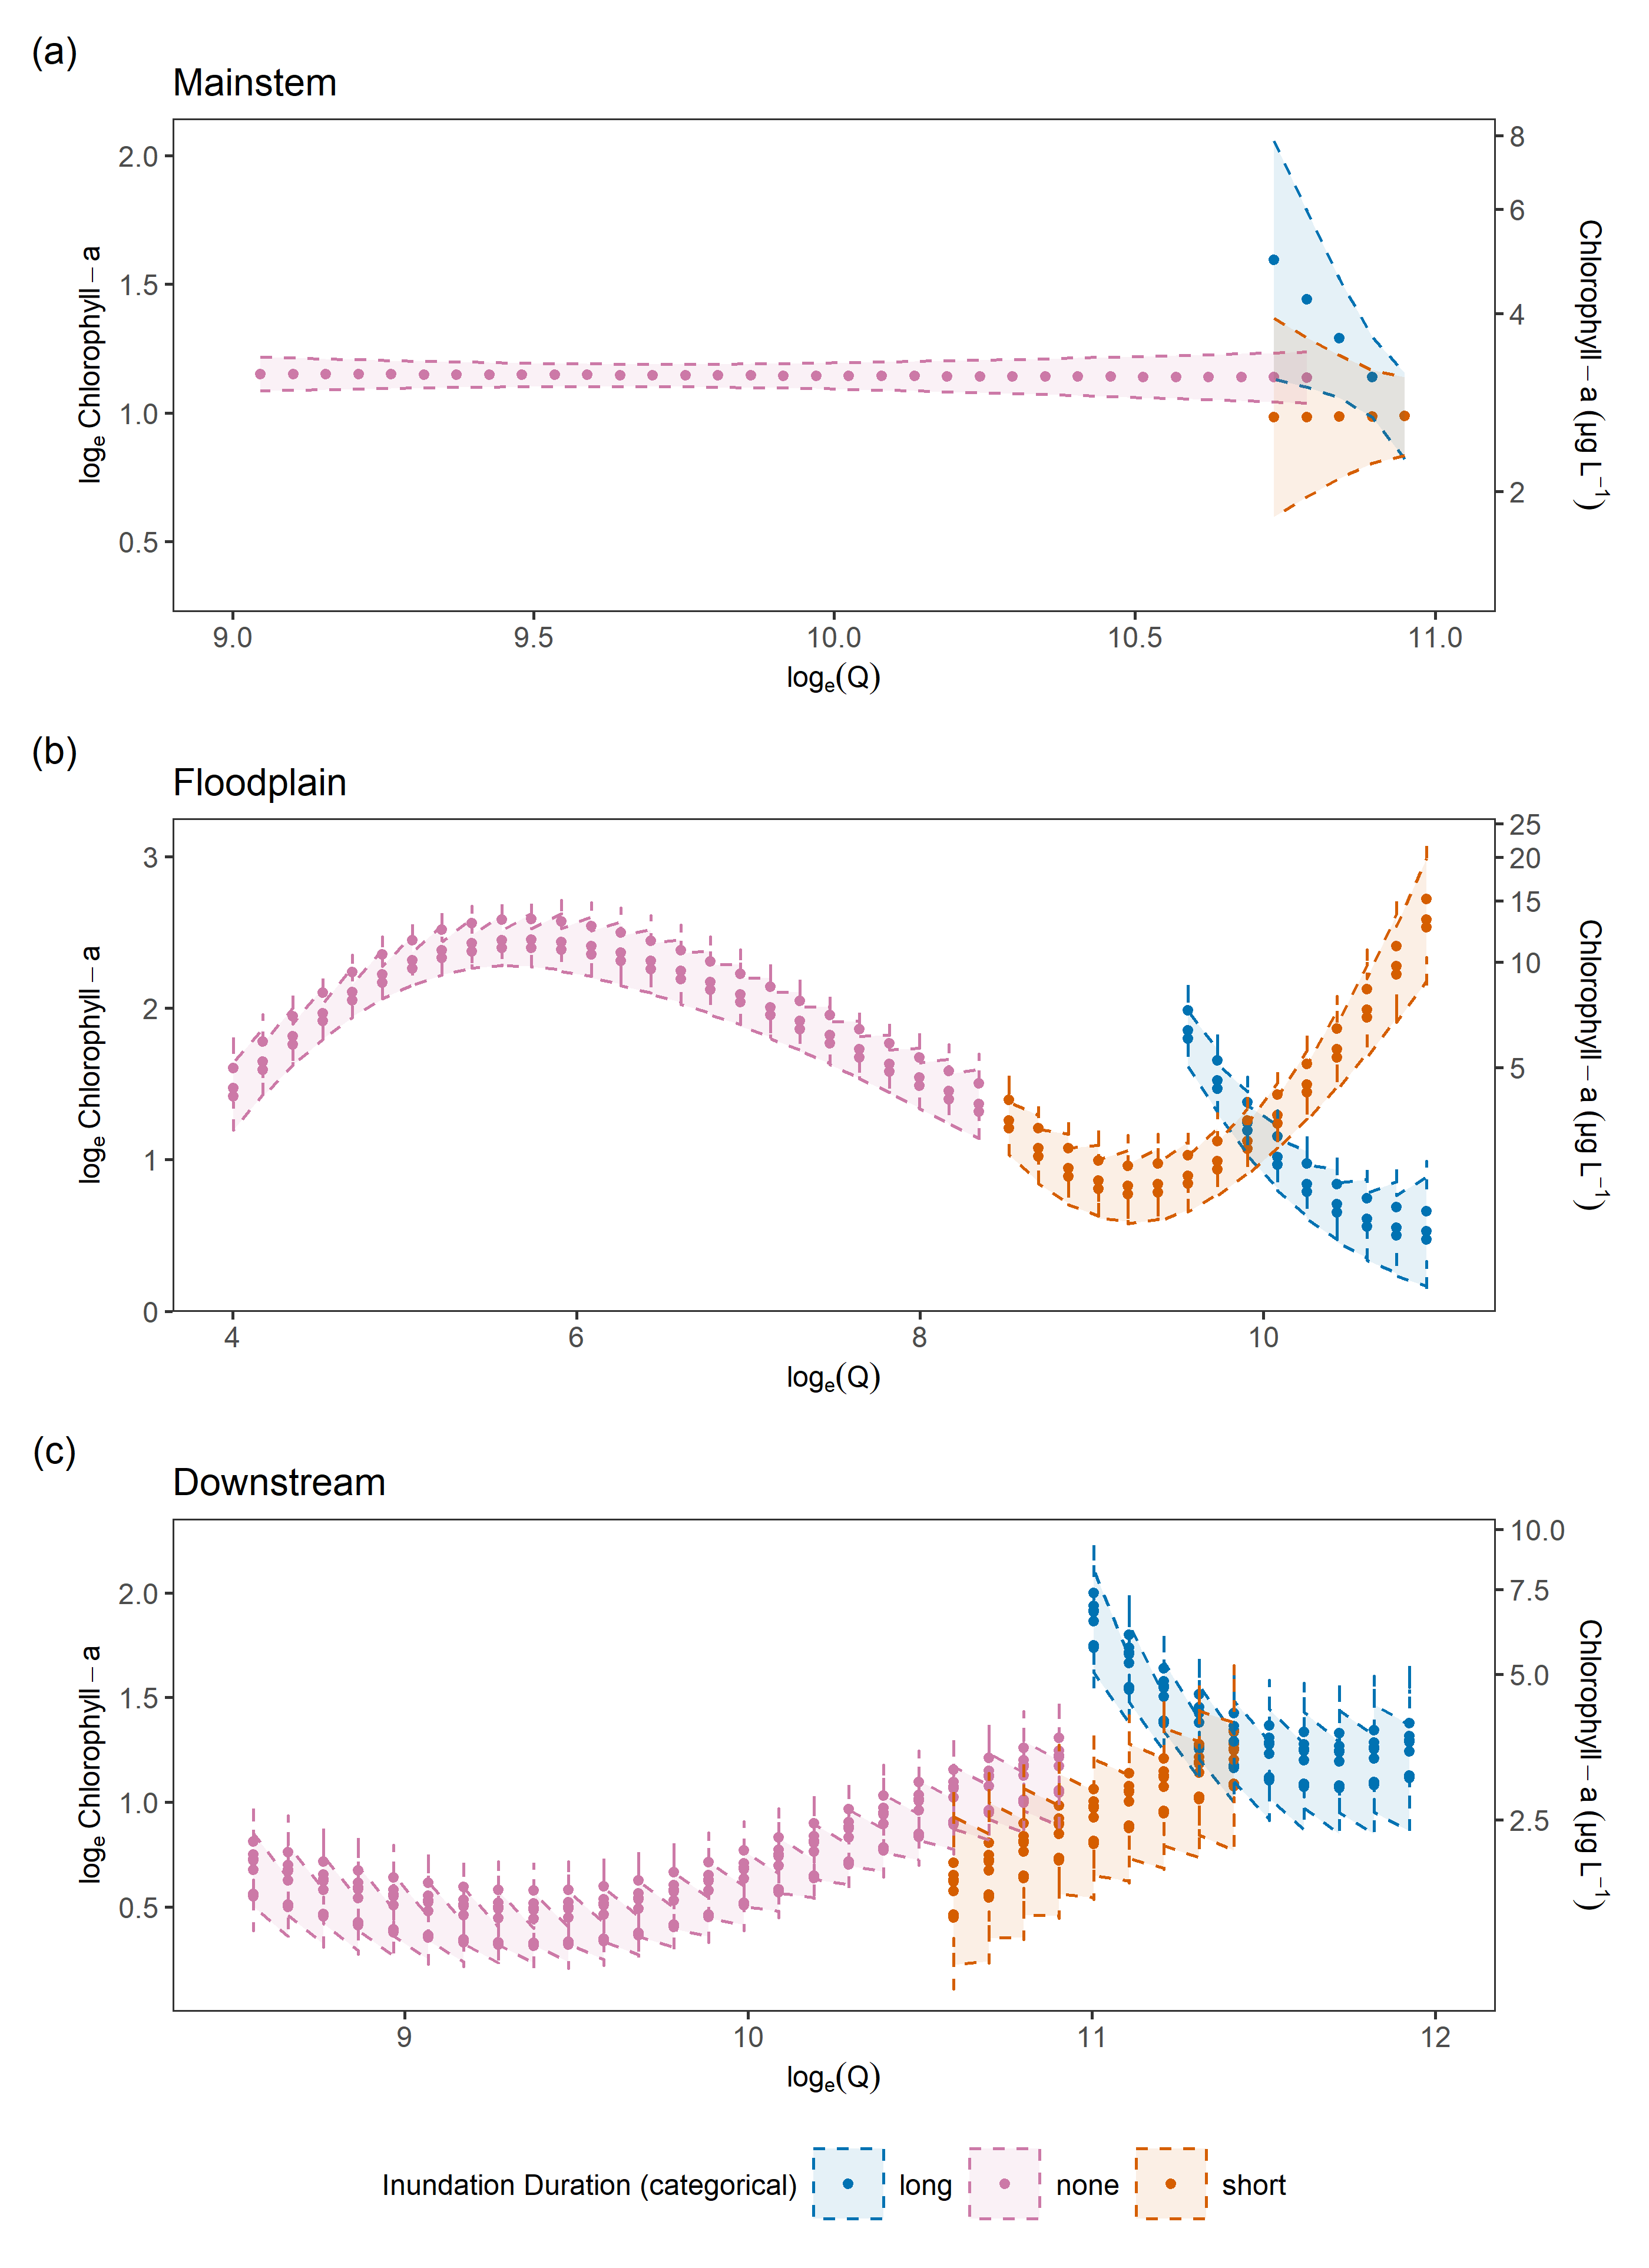 (a)
Mainstem
2.0
1.5
1.0
0.5
8
6
4
2
logₑ Chlorophyll – a
Chlorophyll – a (μg L⁻¹)
9.0 9.5 10.0 10.5 11.0
logₑ(Q)
(b)
Floodplain
3
2
1
0
25
20
15
10
5
logₑ Chlorophyll – a
Chlorophyll – a (μg L⁻¹)
4 6 8 10
logₑ(Q)
(c)
Downstream
2.0
1.5
1.0
0.5
10.0
7.5
5.0
2.5
logₑ Chlorophyll – a
Chlorophyll – a (μg L⁻¹)
9 10 11 12
logₑ(Q)
Inundation Duration (categorical) long none short